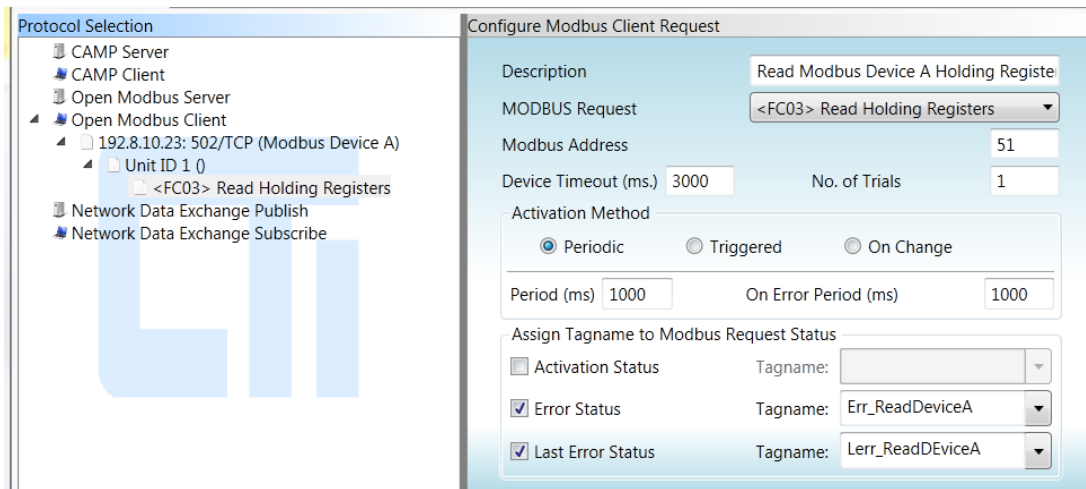 Protocol Selection
CAMP Server
CAMP Client
Open Modbus Server
Open Modbus Client
192.8.10.23: 502/TCP (Modbus Device A)
Unit ID 1 ()
<FC03> Read Holding Registers
Network Data Exchange Publish
Network Data Exchange Subscribe
Configure Modbus Client Request
Description Read Modbus Device A Holding Registe
MODBUS Request <FC03> Read Holding Registers
Modbus Address 51
Device Timeout (ms.) 3000 No. of Trials 1
Activation Method
Periodic Triggered On Change
Period (ms) 1000 On Error Period (ms) 1000
Assign Tagname to Modbus Request Status
Activation Status Tagname:
Error Status Tagname: Err_ReadDeviceA
Last Error Status Tagname: Lerr_ReadDEviceA